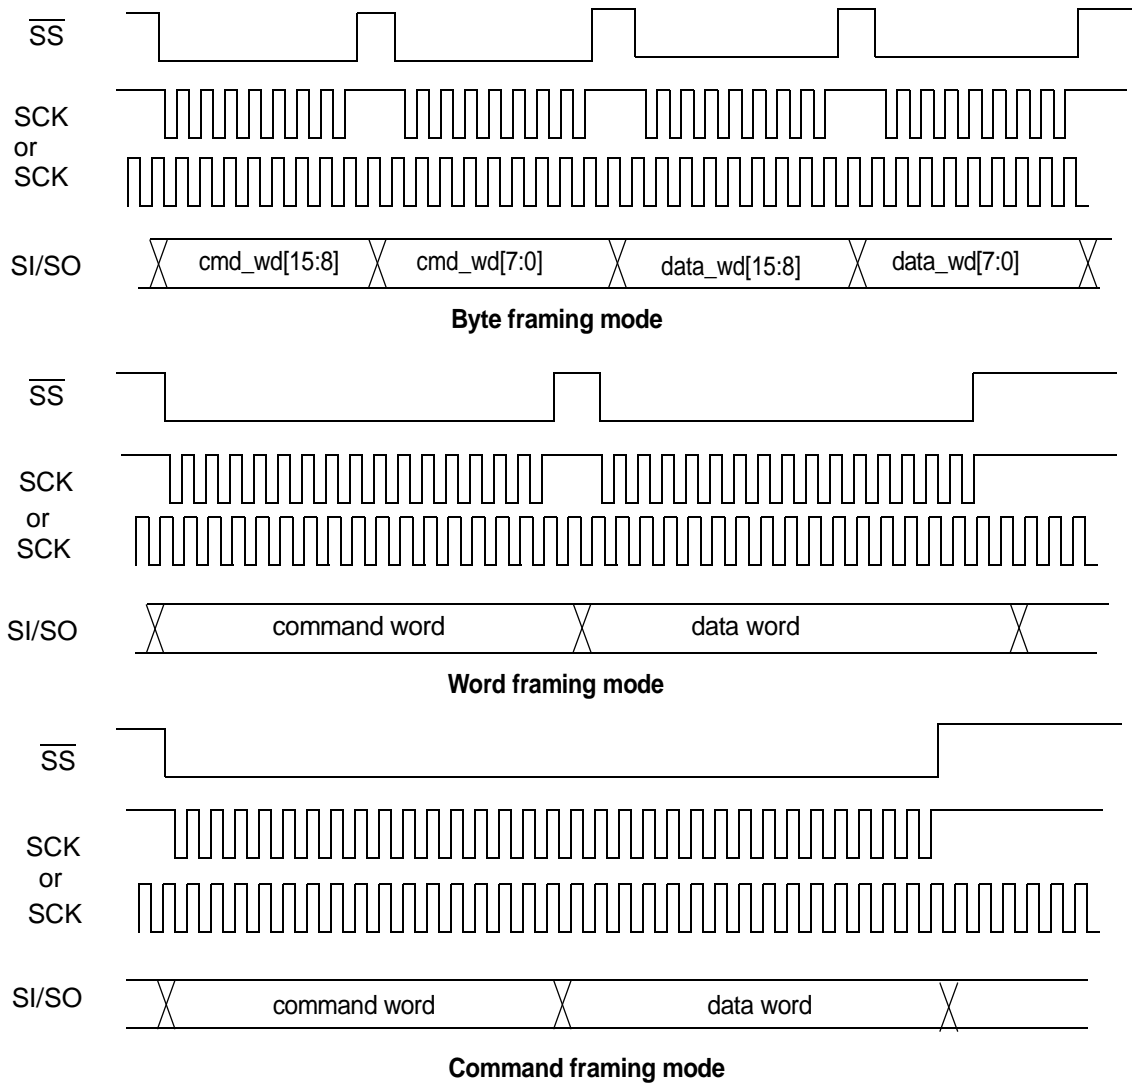 SS
SCK
or
SCK
SI/SO cmd_wd[15:8] cmd_wd[7:0] data_wd[15:8] data_wd[7:0]
Byte framing mode
SS
SCK
or
SCK
SI/SO command word data word
Word framing mode
SS
SCK
or
SCK
SI/SO command word data word
Command framing mode